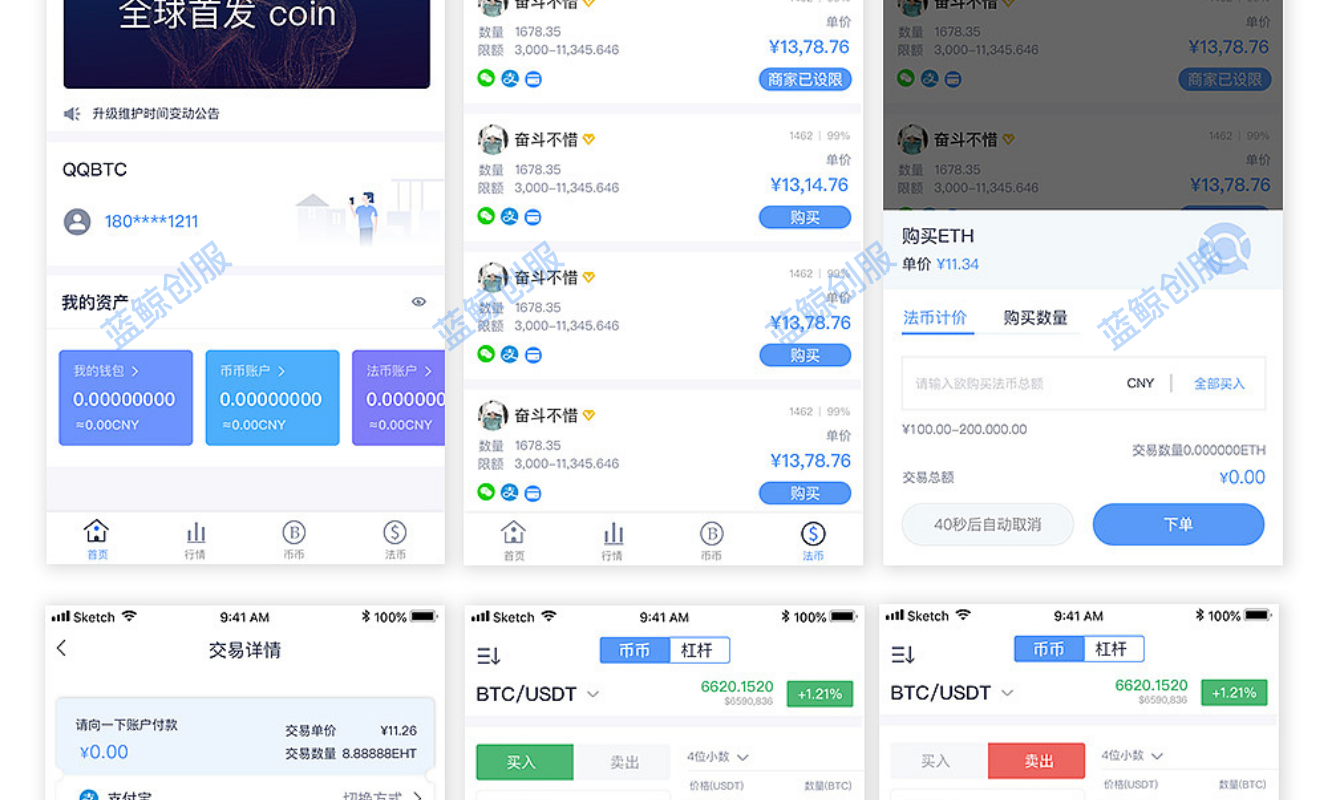 全球首发 coin
升级维护时间变动公告
QQBTC
180****1211
我的资产
我的钱包
0.00000000
≈0.00CNY
币币账户
0.00000000
≈0.00CNY
法币账户
0.000000
≈0.00CNY
首页
行情
币币
法币
奋斗不惜
单价
数量 1678.35
限额 3,000-11,345.646
¥13,78.76
商家已设限
奋斗不惜
1462 | 99%
单价
数量 1678.35
限额 3,000-11,345.646
¥13,14.76
购买
奋斗不惜
1462 | 99%
单价
数量 1678.35
限额 3,000-11,345.646
¥13,78.76
购买
奋斗不惜
1462 | 99%
单价
数量 1678.35
限额 3,000-11,345.646
¥13,78.76
购买
首页
行情
币币
法币
奋斗不惜
单价
数量 1678.35
限额 3,000-11,345.646
¥13,78.76
商家已设限
奋斗不惜
1462 | 99%
单价
数量 1678.35
限额 3,000-11,345.646
¥13,78.76
购买ETH
单价 ¥11.34
法币计价
购买数量
请输入欲购买法币总额
CNY
全部买入
¥100.00-200.000.00
交易数量0.000000ETH
交易总额
¥0.00
40秒后自动取消
下单
蓝鲸创服
蓝鲸创服
蓝鲸创服
蓝鲸创服
Sketch
9:41 AM
100%
交易详情
请向一下账户付款
¥0.00
交易单价
¥11.26
交易数量 8.88888EHT
支付宝
切换方式
Sketch
9:41 AM
100%
币币
杠杆
BTC/USDT
6620.1520
$6590,836
+1.21%
买入
卖出
4位小数
价格(USDT)
数量(BTC)
Sketch
9:41 AM
100%
币币
杠杆
BTC/USDT
6620.1520
$6590,836
+1.21%
买入
卖出
4位小数
价格(USDT)
数量(BTC)